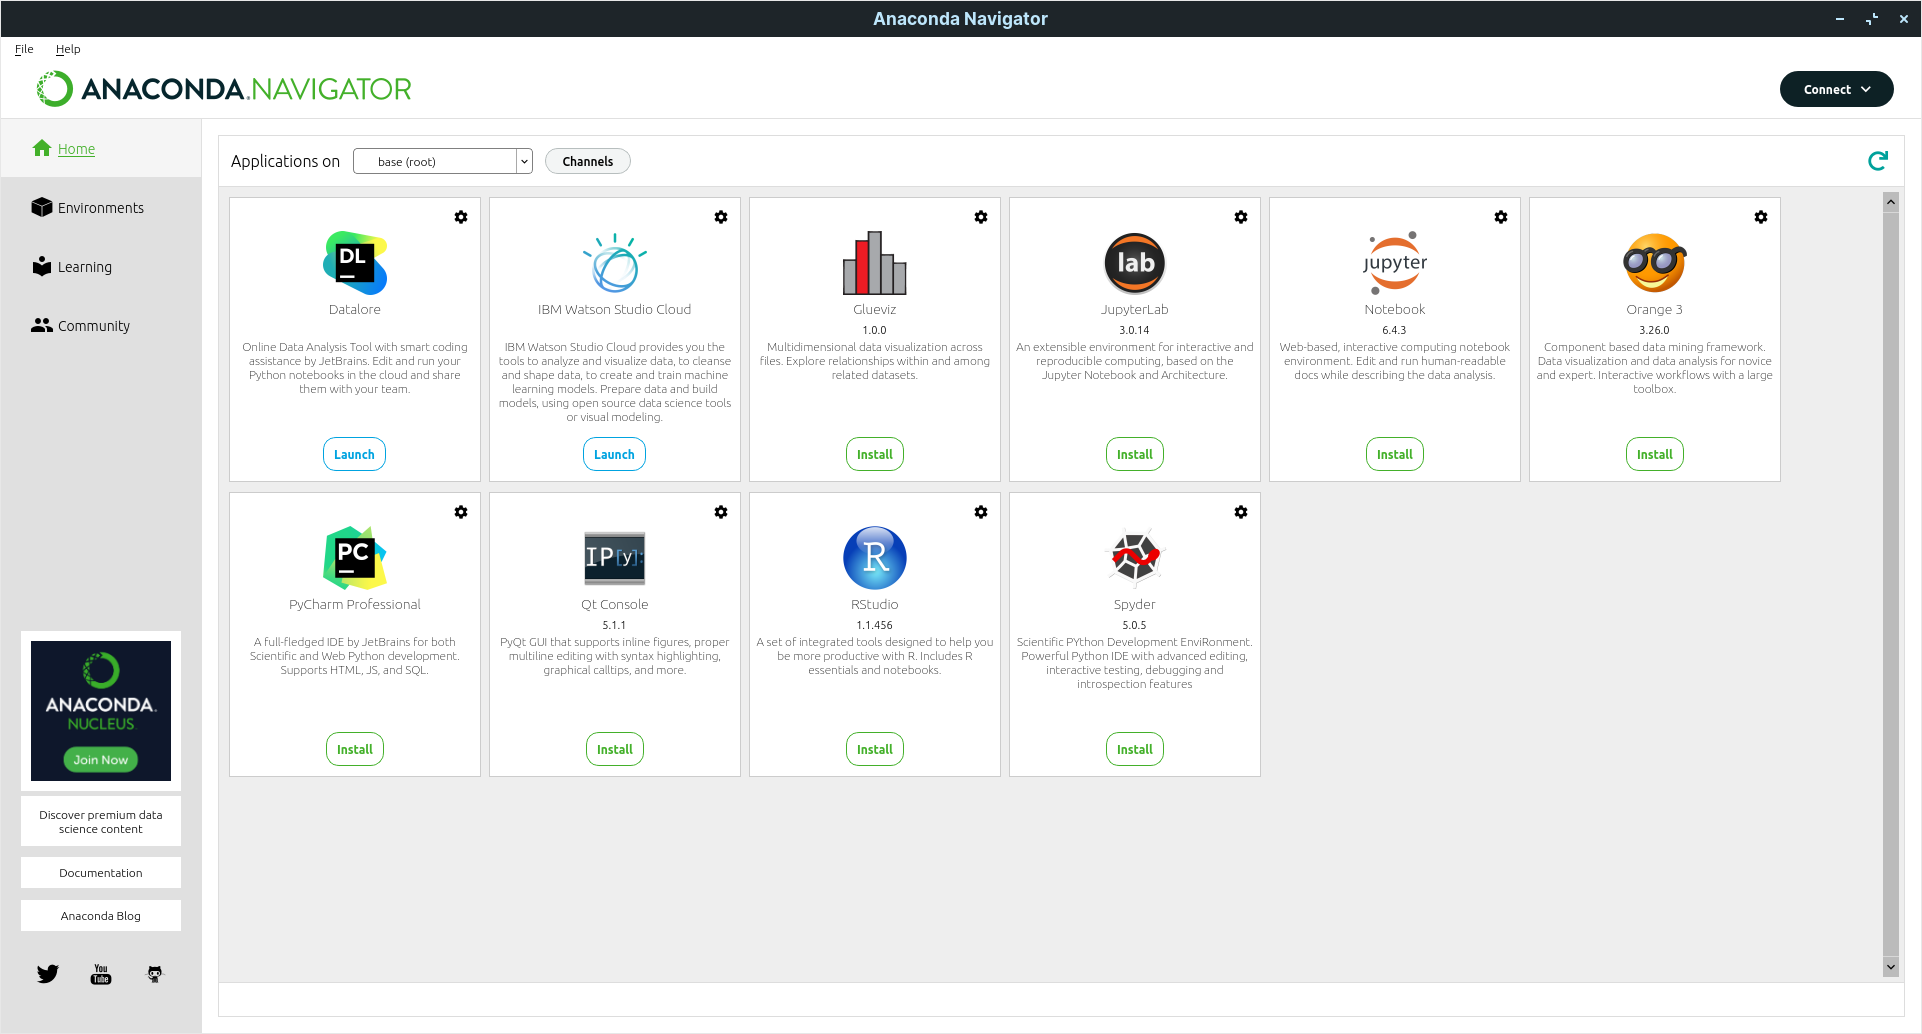 Anaconda Navigator
File Help
ANACONDA.NAVIGATOR
Connect
Home
Environments
Learning
Community
ANACONDA.
NUCLEUS
Join Now
Discover premium data
science content
Documentation
Anaconda Blog
You
Tube
Applications on base (root) Channels
DL
Datalore
Online Data Analysis Tool with smart coding
assistance by JetBrains. Edit and run your
Python notebooks in the cloud and share
them with your team.
Launch
IBM Watson Studio Cloud
IBM Watson Studio Cloud provides you the
tools to analyze and visualize data, to cleanse
and shape data, to create and train machine
learning models. Prepare data and build
models, using open source data science tools
or visual modeling.
Launch
Glueviz
1.0.0
Multidimensional data visualization across
files. Explore relationships within and among
related datasets.
Install
lab
JupyterLab
3.0.14
An extensible environment for interactive and
reproducible computing, based on the
Jupyter Notebook and Architecture.
Install
jupyter
Notebook
6.4.3
Web-based, interactive computing notebook
environment. Edit and run human-readable
docs while describing the data analysis.
Install
Orange 3
3.26.0
Component based data mining framework.
Data visualization and data analysis for novice
and expert. Interactive workflows with a large
toolbox.
Install
PC
PyCharm Professional
A full-fledged IDE by JetBrains for both
Scientific and Web Python development.
Supports HTML, JS, and SQL.
Install
IP[y]:
Qt Console
5.1.1
PyQt GUI that supports inline figures, proper
multiline editing with syntax highlighting,
graphical calltips, and more.
Install
R
RStudio
1.1.456
A set of integrated tools designed to help you
be more productive with R. Includes R
essentials and notebooks.
Install
Spyder
5.0.5
Scientific PYthon Development EnviRonment.
Powerful Python IDE with advanced editing,
interactive testing, debugging and
introspection features
Install